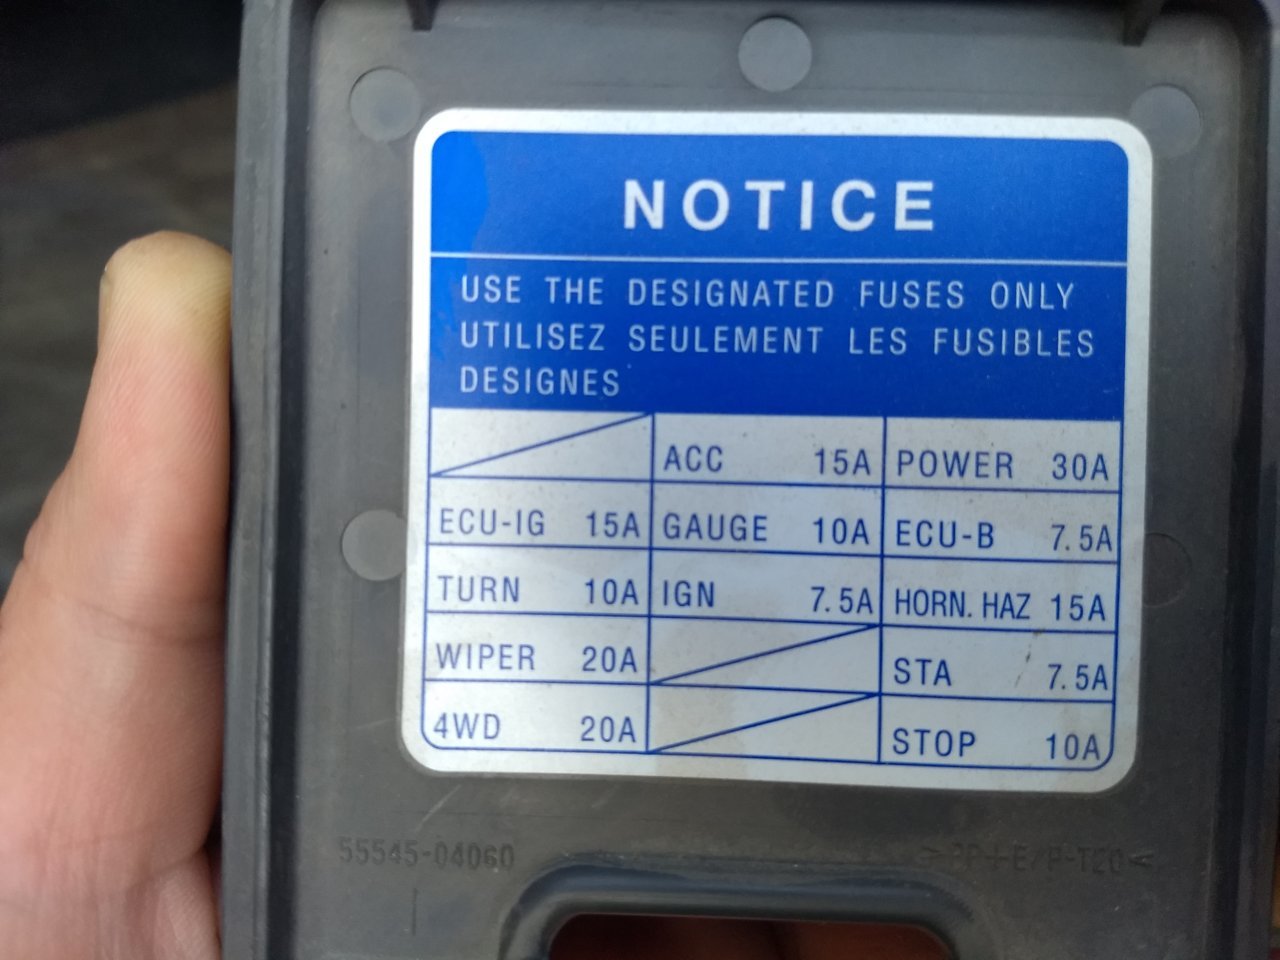 NOTICE
USE THE DESIGNATED FUSES ONLY
UTILISEZ SEULEMENT LES FUSIBLES
DESIGNES
ACC 15A POWER 30A
ECU-IG 15A GAUGE 10A ECU-B 7.5A
TURN 10A IGN 7.5A HORN. HAZ 15A
WIPER 20A STA 7.5A
4WD 20A STOP 10A
55545-04060 >PP+E/P-T20<